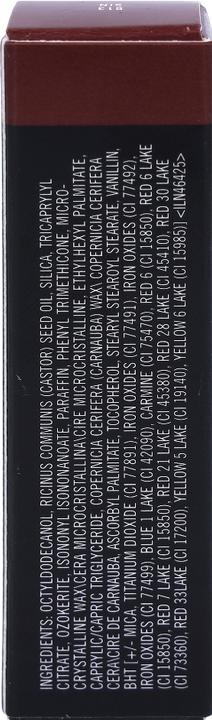 INGREDIENTS: OCTYLDODECANOL, RICINUS COMMUNIS (CASTOR) SEED OIL, SILICA, TRICAPRYLYL
CITRATE, OZOKERITE, ISONONYL ISONONANOATE, PARAFFIN, PHENYL TRIMETHICONE, MICRO-
CRYSTALLINE WAX\CERA MICROCRISTALLINA\CIRE MICROCRISTALLINE, ETHYLHEXYL PALMITATE,
CAPRYLIC/CAPRIC TRIGLYCERIDE, COPERNICIA CERIFERA (CARNAUBA) WAX\ COPERNICIA CERIFERA
CERA\CIRE DE CARNAUBA, ASCORBYL PALMITATE, TOCOPHEROL, STEARYL STEAROYL STEARATE, VANILLIN,
BHT [+/- MICA, TITANIUM DIOXIDE (CI 77891), IRON OXIDES (CI 77491), IRON OXIDES (CI 77492),
IRON OXIDES (CI 77499), BLUE 1 LAKE (CI 42090), CARMINE (CI 75470), RED 6 (CI 15850), RED 6 LAKE
(CI 15850), RED 7 LAKE (CI 15850), RED 21 LAKE (CI 45380), RED 28 LAKE (CI 45410), RED 30 LAKE
(CI 73360), RED 33 LAKE (CI 17200), YELLOW 5 LAKE (CI 19140), YELLOW 6 LAKE (CI 15985)] <ILN46425>